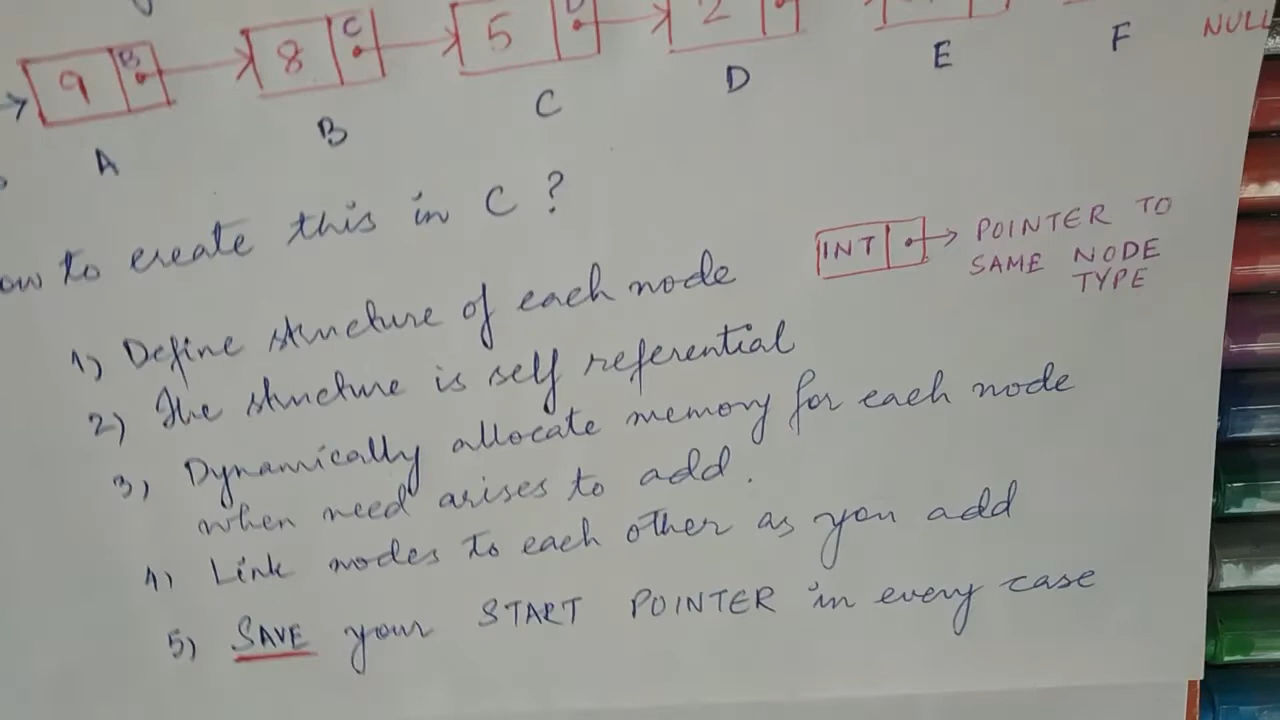 9 B 8 C 5 D 2
A B C D E F NULL
How to create this in C ?
INT POINTER TO
SAME NODE
TYPE
1) Define structure of each node
2) The structure is self referential
3) Dynamically allocate memory for each node
when need arises to add.
4) Link nodes to each other as you add
5) SAVE your START POINTER in every case